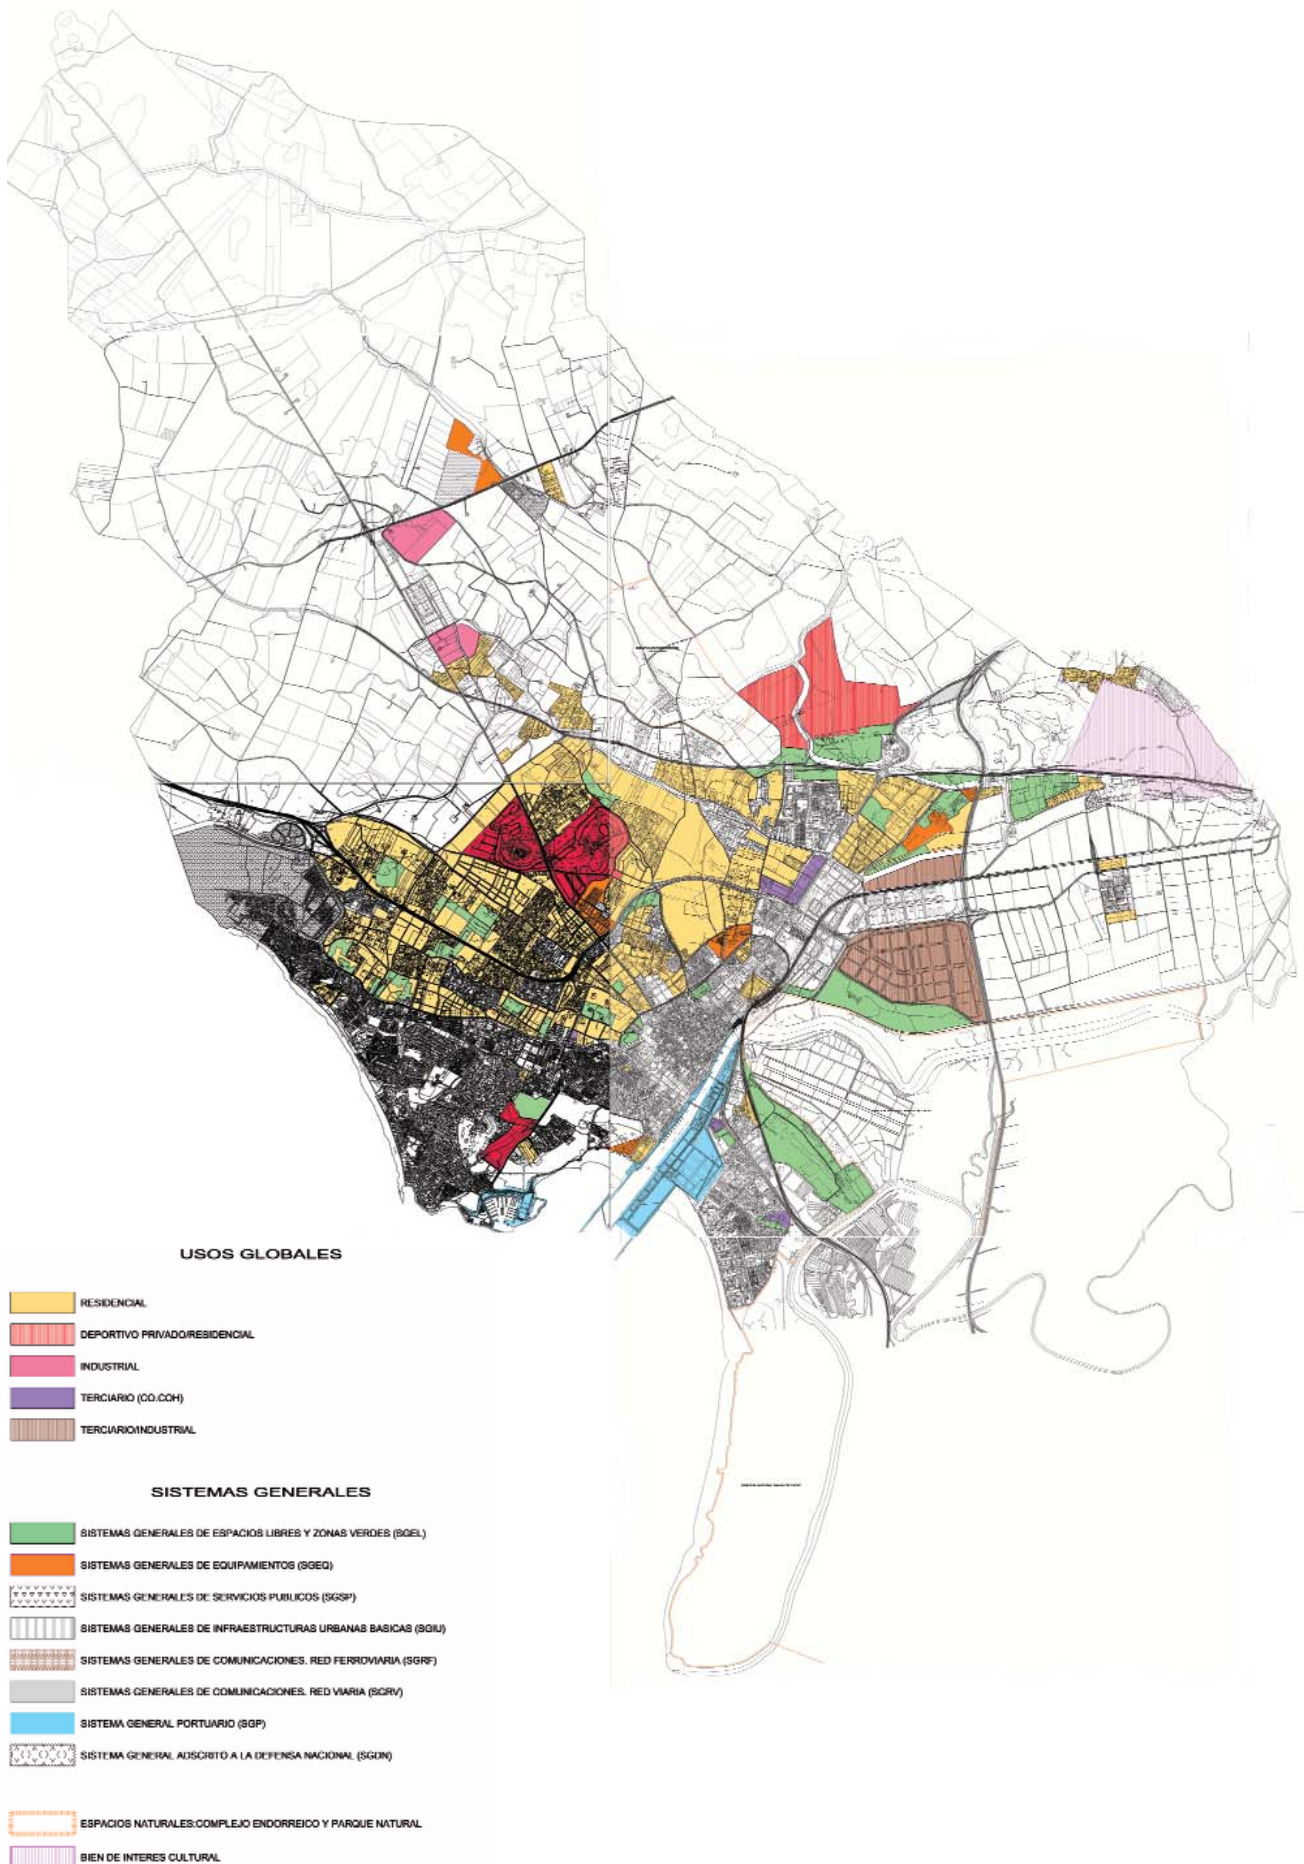 USOS GLOBALES
RESIDENCIAL
DEPORTIVO PRIVADO/RESIDENCIAL
INDUSTRIAL
TERCIARIO (CO.COH)
TERCIARIO/INDUSTRIAL
SISTEMAS GENERALES
SISTEMAS GENERALES DE ESPACIOS LIBRES Y ZONAS VERDES (SGEL)
SISTEMAS GENERALES DE EQUIPAMIENTOS (SGEQ)
SISTEMAS GENERALES DE SERVICIOS PUBLICOS (SGSP)
SISTEMAS GENERALES DE INFRAESTRUCTURAS URBANAS BASICAS (SGIU)
SISTEMAS GENERALES DE COMUNICACIONES. RED FERROVIARIA (SGRF)
SISTEMAS GENERALES DE COMUNICACIONES. RED VIARIA (SGRV)
SISTEMA GENERAL PORTUARIO (SGP)
SISTEMA GENERAL ADSCRITO A LA DEFENSA NACIONAL (SGDN)
ESPACIOS NATURALES:COMPLEJO ENDORREICO Y PARQUE NATURAL
BIEN DE INTERES CULTURAL